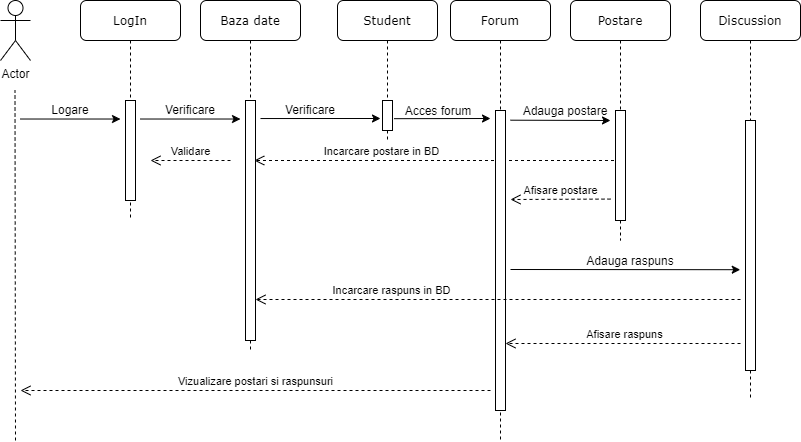 LogIn
Baza date
Student
Forum
Postare
Discussion
Actor
Logare
Verificare
Verificare
Acces forum
Adauga postare
Validare
Incarcare postare in BD
Afisare postare
Adauga raspuns
Incarcare raspuns in BD
Afisare raspuns
Vizualizare postari si raspunsuri